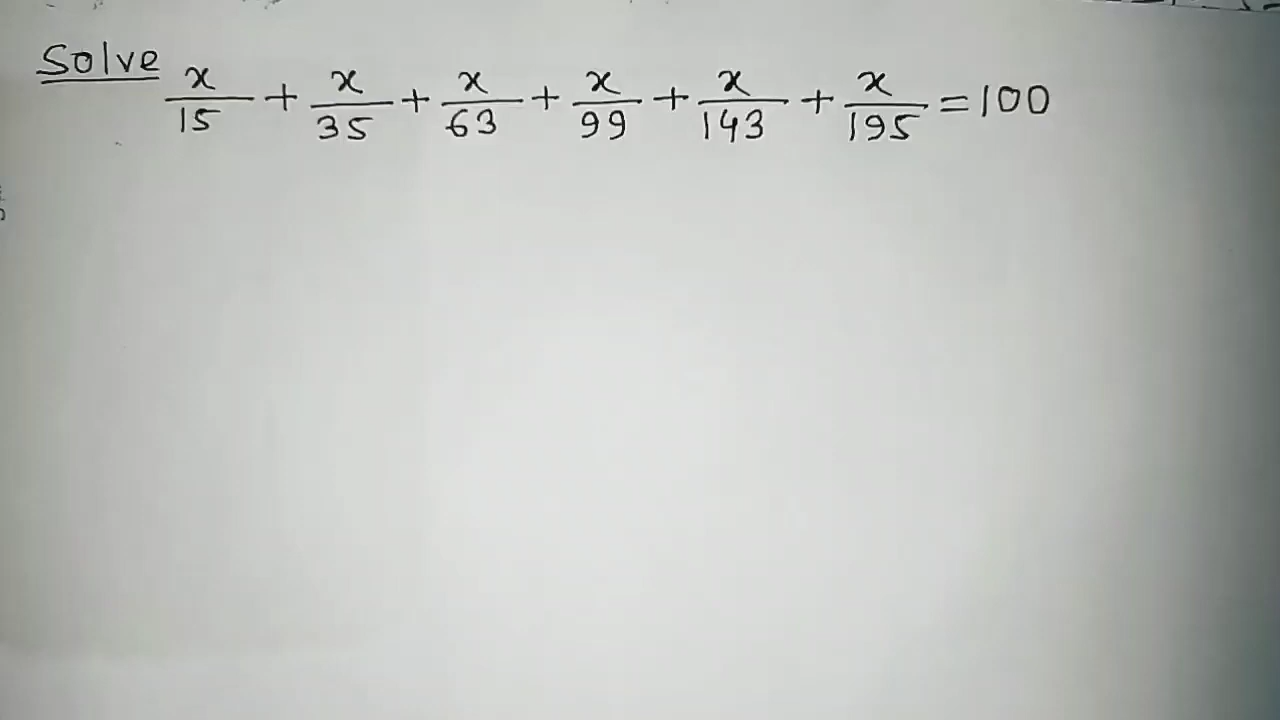 Solve x/15 + x/35 + x/63 + x/99 + x/143 + x/195 = 100